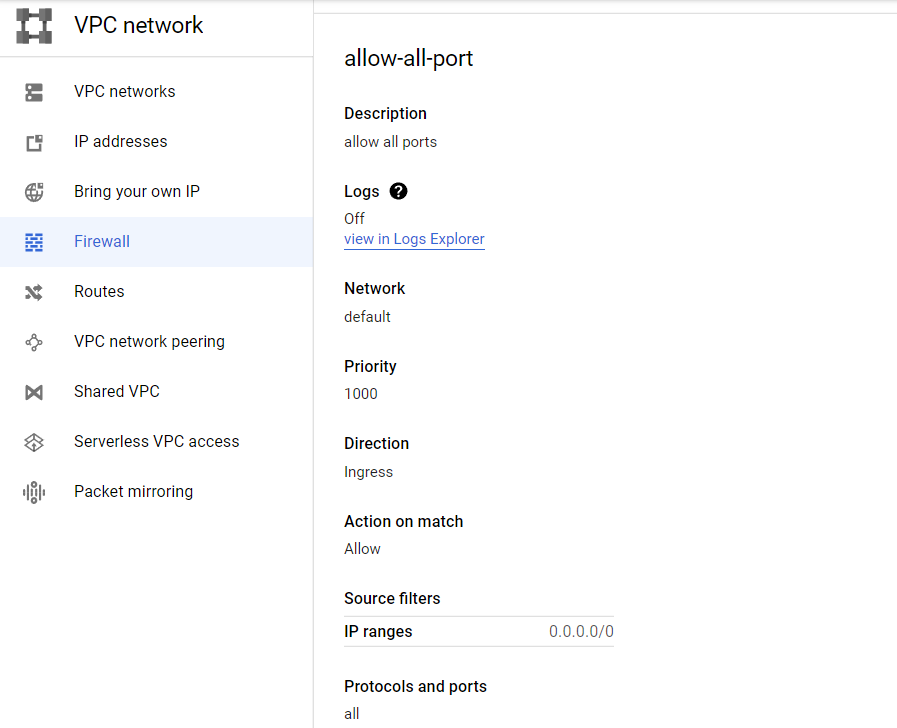 VPC network
VPC networks
IP addresses
Bring your own IP
Firewall
Routes
VPC network peering
Shared VPC
Serverless VPC access
Packet mirroring
allow-all-port
Description
allow all ports
Logs ?
Off
view in Logs Explorer
Network
default
Priority
1000
Direction
Ingress
Action on match
Allow
Source filters
IP ranges 0.0.0.0/0
Protocols and ports
all